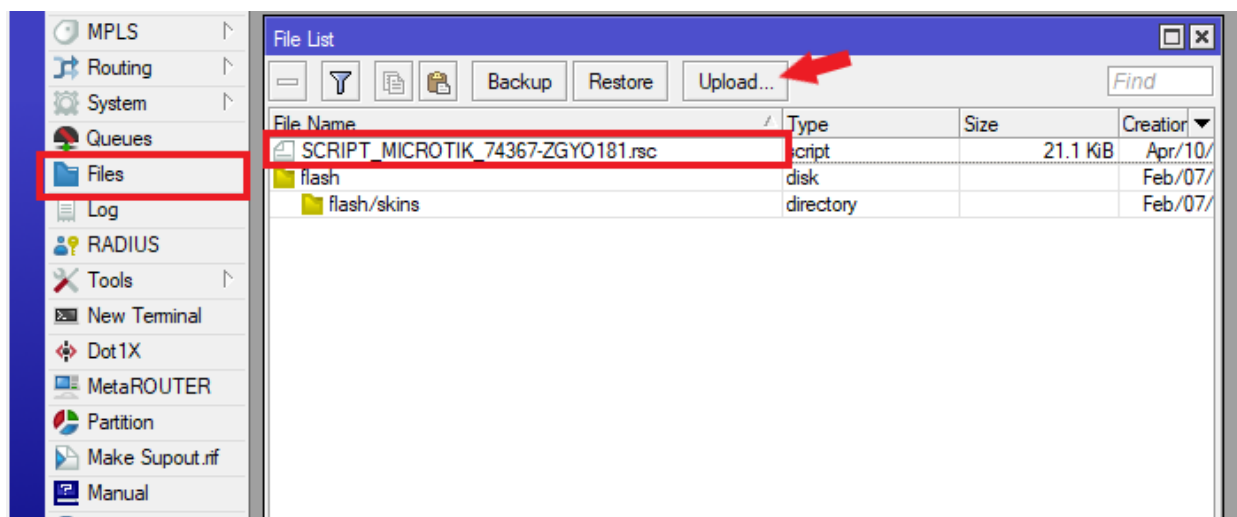 MPLS
Routing
System
Queues
Files
Log
RADIUS
Tools
New Terminal
Dot1X
MetaROUTER
Partition
Make Supout.rif
Manual
File List
Backup Restore Upload... Find
File Name Type Size Creation
SCRIPT_MICROTIK_74367-ZGYO181.rsc script 21.1 KiB Apr/10/
flash disk Feb/07/
flash/skins directory Feb/07/